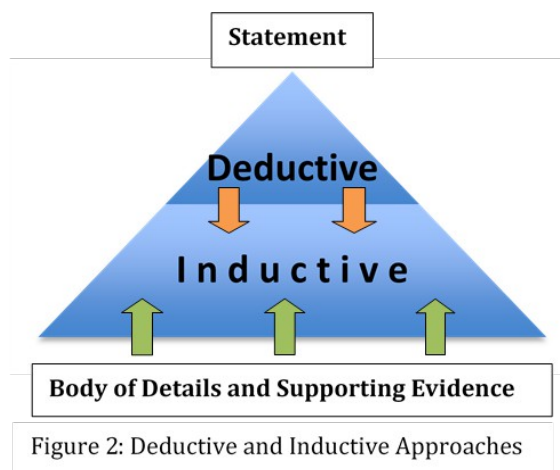 Statement
Deductive
Inductive
Body of Details and Supporting Evidence
Figure 2: Deductive and Inductive Approaches